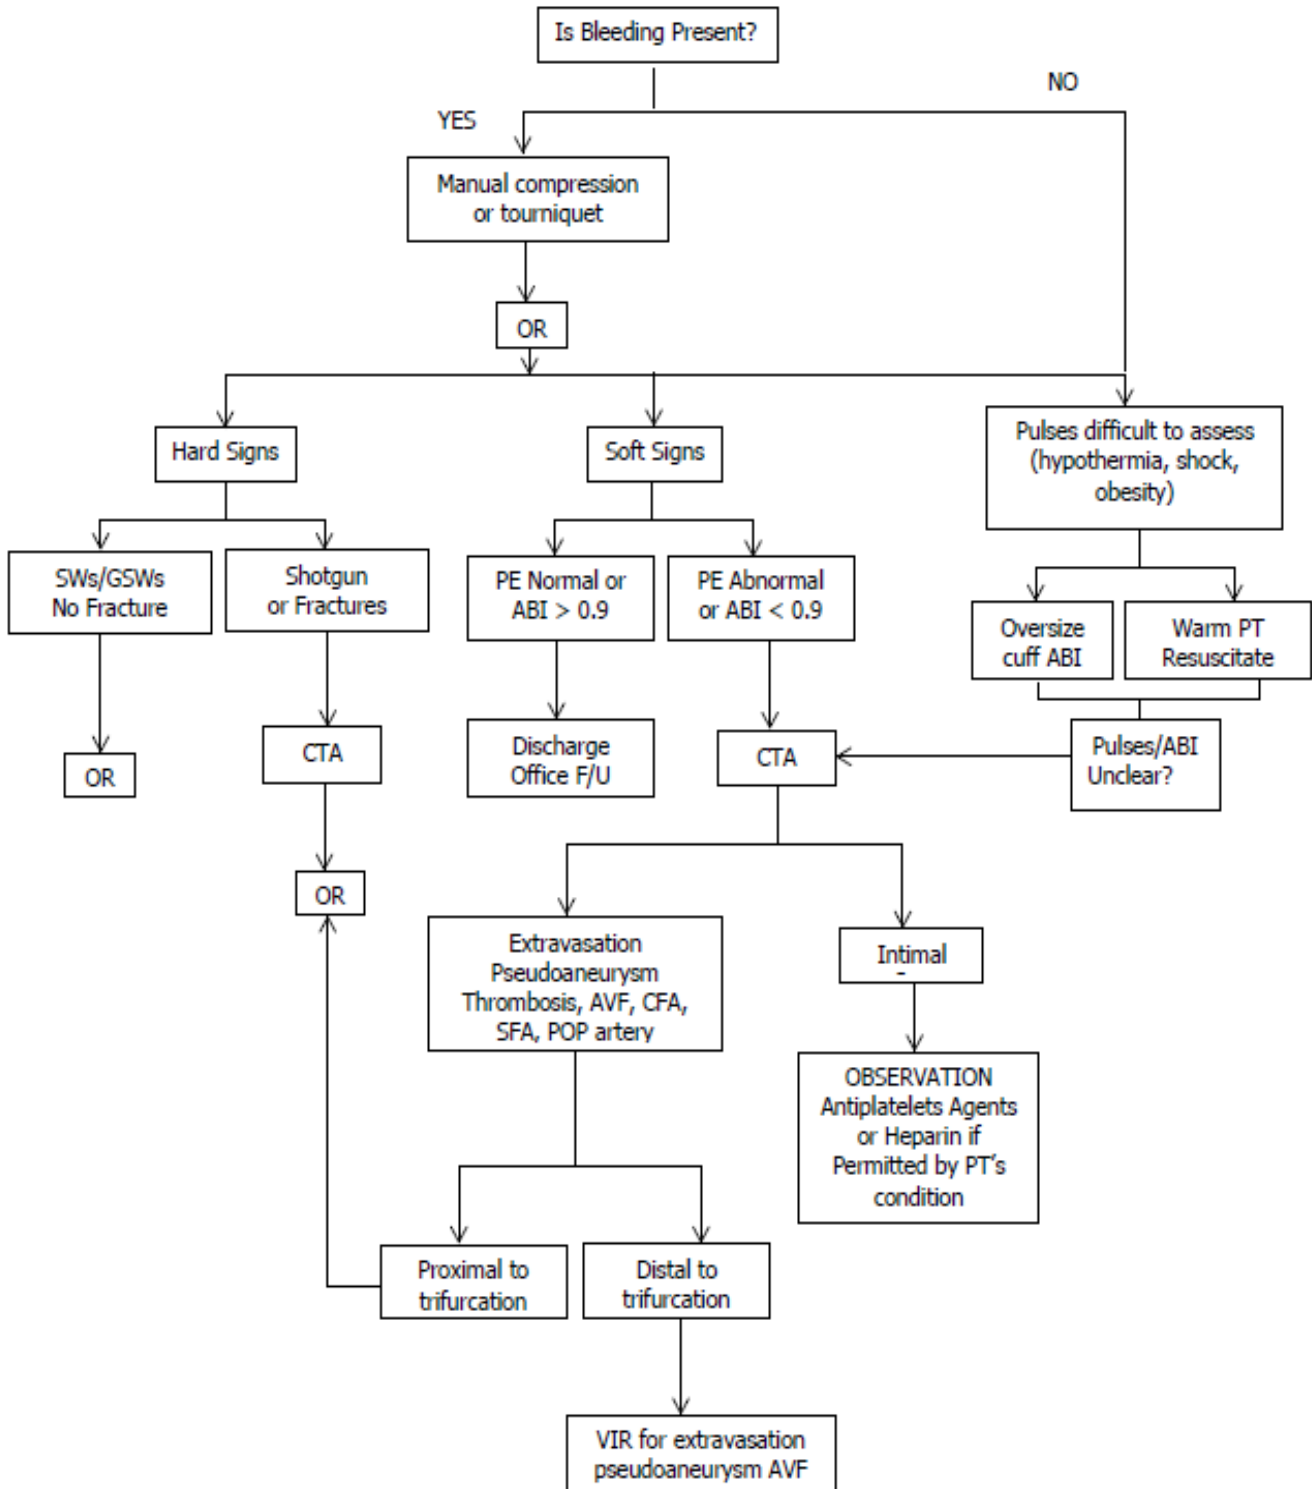 Is Bleeding Present?
NO
YES
Manual compression
or tourniquet
OR
Hard Signs
Soft Signs
Pulses difficult to assess
(hypothermia, shock,
obesity)
SWs/GSWs
No Fracture
Shotgun
or Fractures
PE Normal or
ABI > 0.9
PE Abnormal
or ABI < 0.9
Oversize
cuff ABI
Warm PT
Resuscitate
OR
CTA
Discharge
Office F/U
CTA
Pulses/ABI
Unclear?
OR
Extravasation
Pseudoaneurysm
Thrombosis, AVF, CFA,
SFA, POP artery
Intimal
OBSERVATION
Antiplatelets Agents
or Heparin if
Permitted by PT's
condition
Proximal to
trifurcation
Distal to
trifurcation
VIR for extravasation
pseudoaneurysm AVF